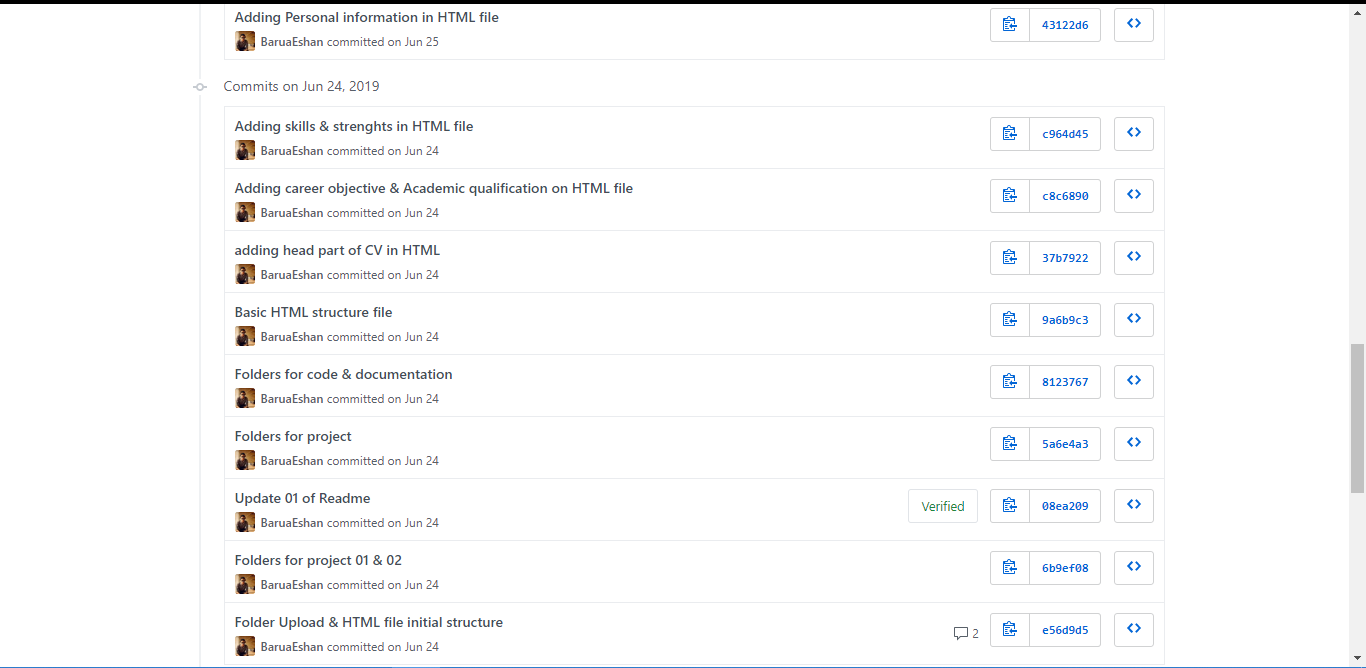 Adding Personal information in HTML file
43122d6
BaruaEshan committed on Jun 25
Commits on Jun 24, 2019
Adding skills & strenghts in HTML file
c964d45
BaruaEshan committed on Jun 24
Adding career objective & Academic qualification on HTML file
c8c6890
BaruaEshan committed on Jun 24
adding head part of CV in HTML
37b7922
BaruaEshan committed on Jun 24
Basic HTML structure file
9a6b9c3
BaruaEshan committed on Jun 24
Folders for code & documentation
8123767
BaruaEshan committed on Jun 24
Folders for project
5a6e4a3
BaruaEshan committed on Jun 24
Update 01 of Readme
Verified 08ea209
BaruaEshan committed on Jun 24
Folders for project 01 & 02
6b9ef08
BaruaEshan committed on Jun 24
Folder Upload & HTML file initial structure
2 e56d9d5
BaruaEshan committed on Jun 24